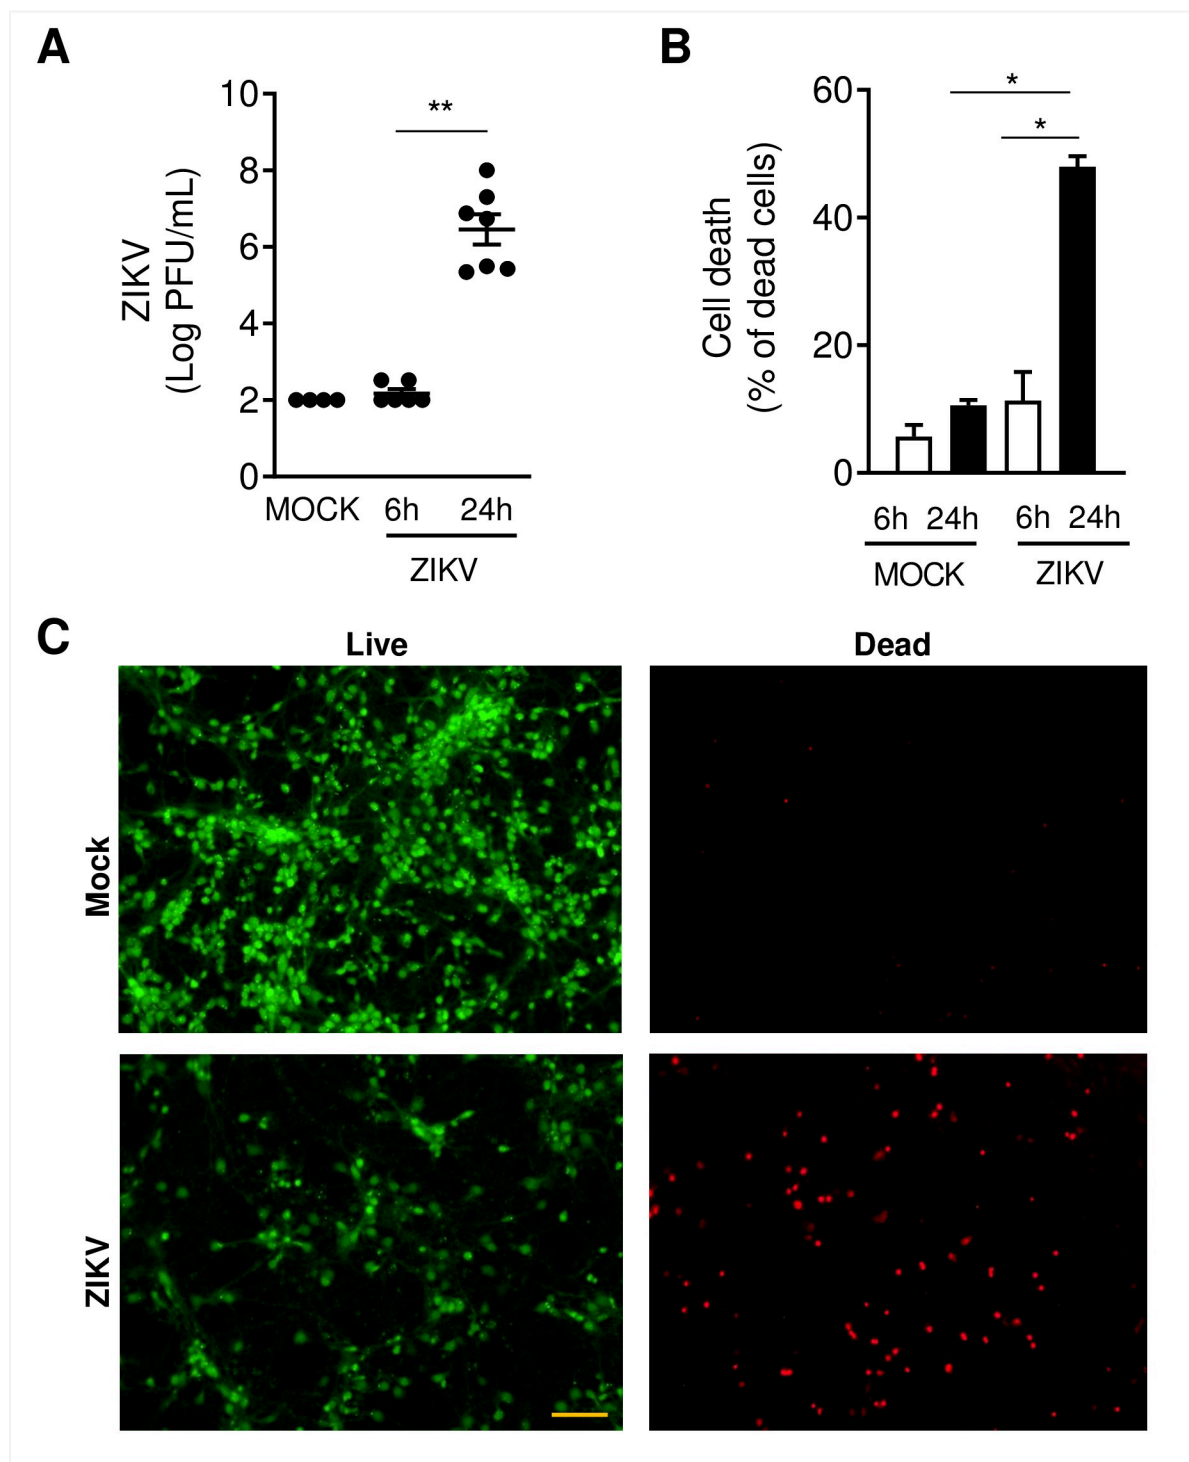 A
ZIKV
(Log PFU/mL)
10
8
6
4
2
0
**
MOCK 6h 24h
ZIKV
B
Cell death
(% of dead cells)
60
40
20
0
*
*
6h 24h 6h 24h
MOCK ZIKV
C
Live Dead
Mock
ZIKV